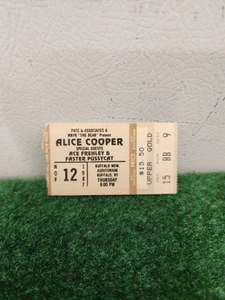 FATE & ASSOCIATES &
WBYR "THE BEAR" Present
ALICE COOPER
SPECIAL GUESTS
ACE FREHLEY &
FASTER PUSSYCAT
NOV
12
1987
BUFFALO MEM.
AUDITORIUM
BUFFALO, NY
THURSDAY
8:00 PM
$15.50
UPPER GOLD
15 BB 9